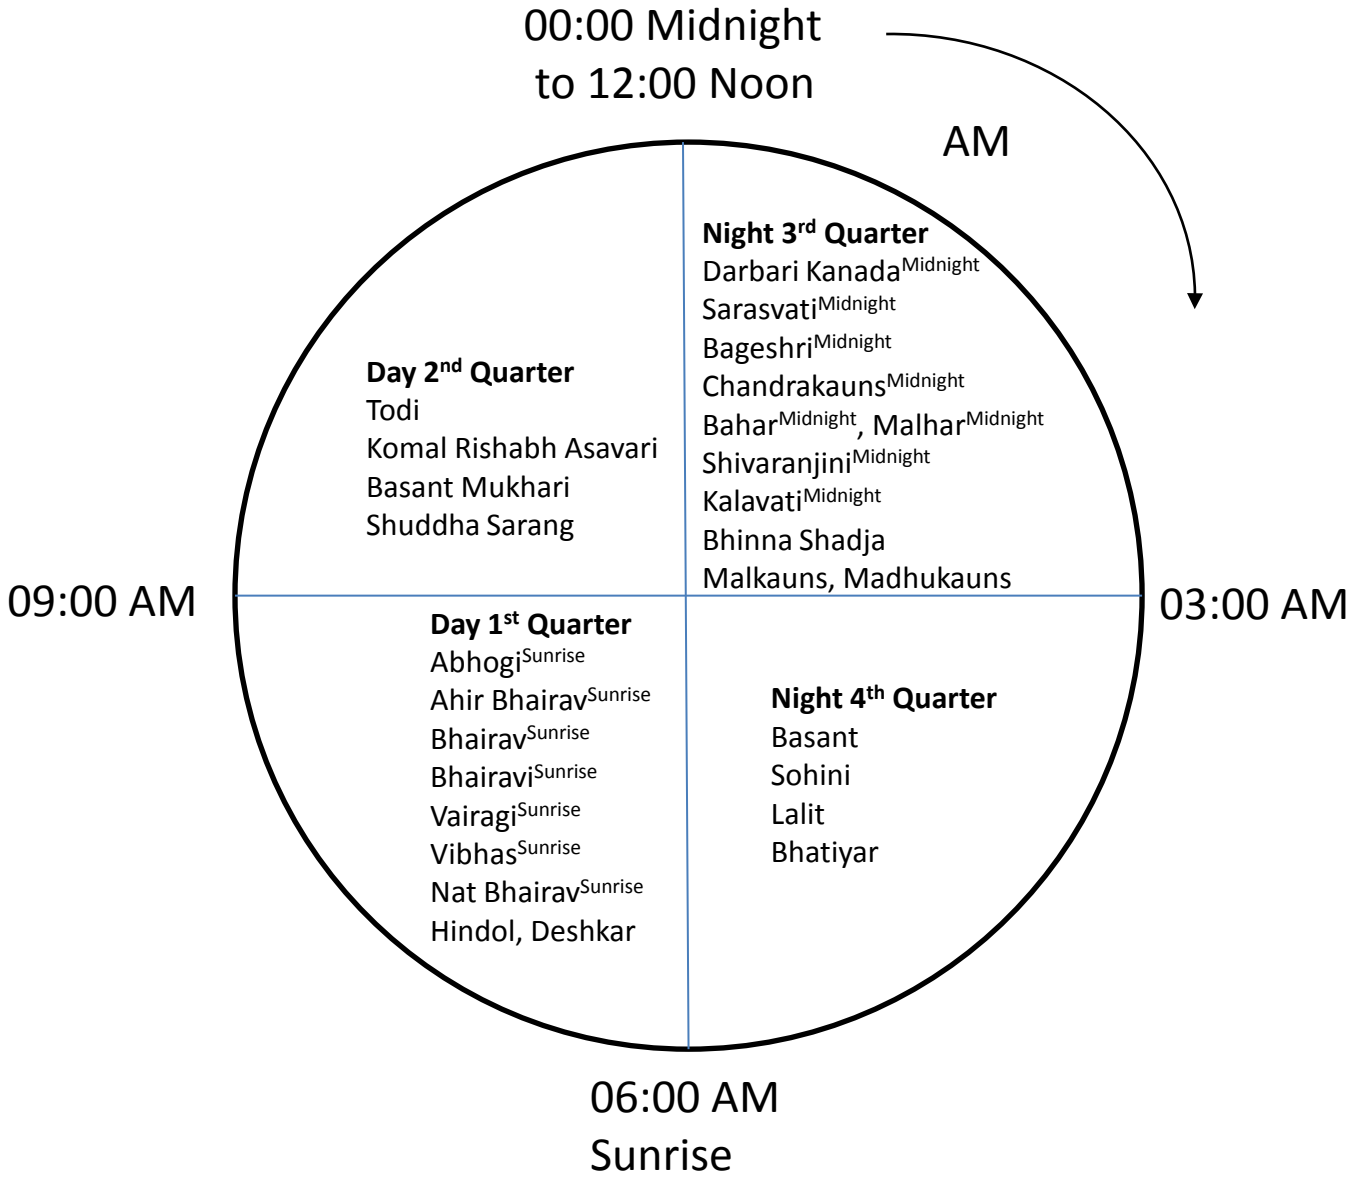 00:00 Midnight
to 12:00 Noon
AM
Night 3rd Quarter
Darbari KanadaMidnight
SarasvatiMidnight
BageshriMidnight
ChandrakaunsMidnight
BaharMidnight, MalharMidnight
ShivaranjiniMidnight
KalavatiMidnight
Bhinna Shadja
Malkauns, Madhukauns
Day 2nd Quarter
Todi
Komal Rishabh Asavari
Basant Mukhari
Shuddha Sarang
09:00 AM
03:00 AM
Day 1st Quarter
AbhogiSunrise
Ahir BhairavSunrise
BhairavSunrise
BhairaviSunrise
VairagiSunrise
VibhasSunrise
Nat BhairavSunrise
Hindol, Deshkar
Night 4th Quarter
Basant
Sohini
Lalit
Bhatiyar
06:00 AM
Sunrise